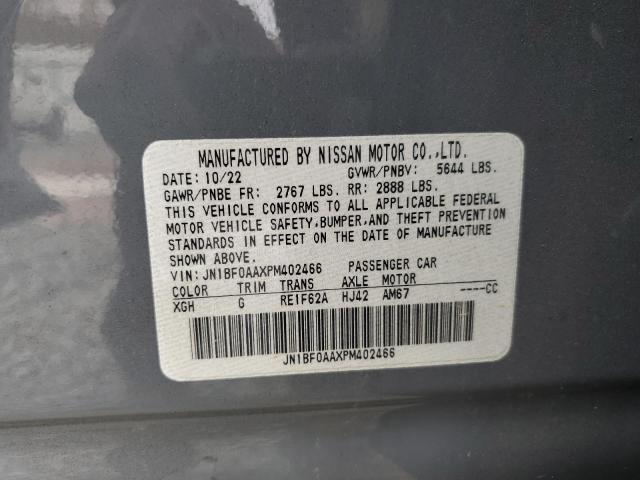 MANUFACTURED BY NISSAN MOTOR CO.,LTD.
DATE: 10/22 GVWR/PNBV: 5644 LBS.
GAWR/PNBE FR: 2767 LBS. RR: 2888 LBS.
THIS VEHICLE CONFORMS TO ALL APPLICABLE FEDERAL
MOTOR VEHICLE SAFETY,BUMPER,AND THEFT PREVENTION
STANDARDS IN EFFECT ON THE DATE OF MANUFACTURE
SHOWN ABOVE.
VIN: JN1BF0AAXPM402466 PASSENGER CAR
COLOR TRIM TRANS AXLE MOTOR
XGH G RE1F62A HJ42 AM67 ----CC
JN1BF0AAXPM402466